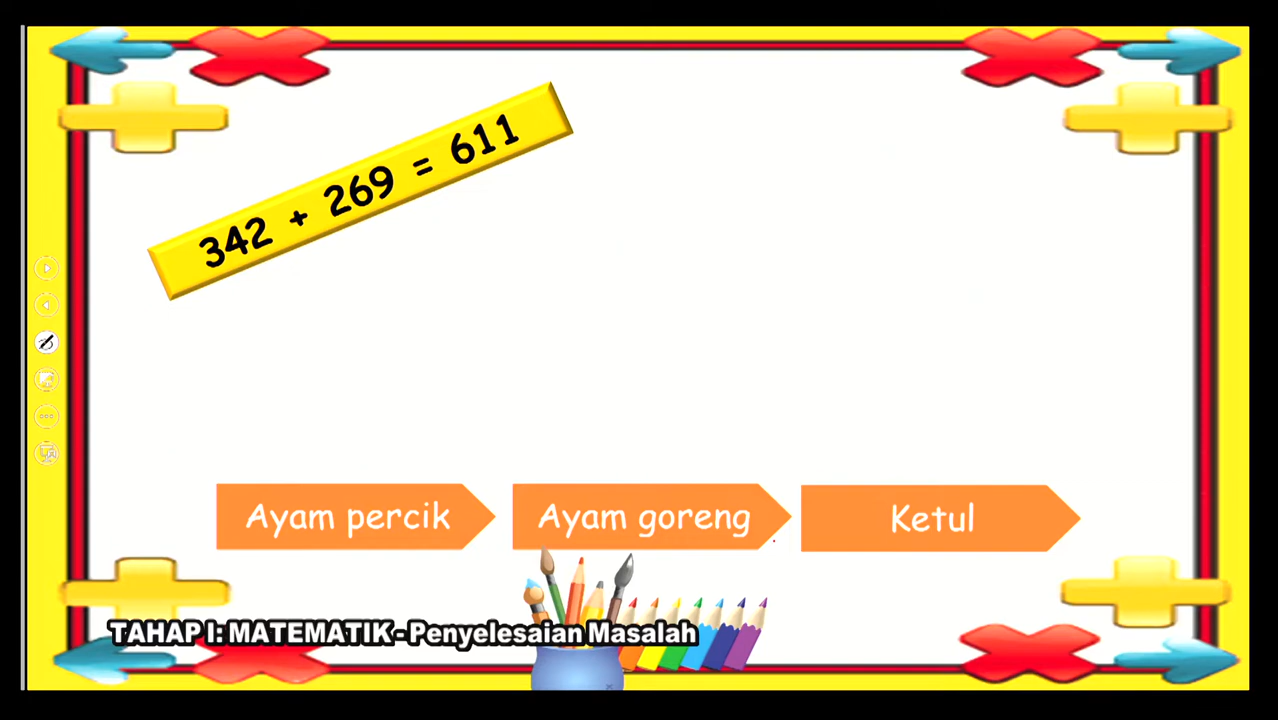 342 + 269 = 611
Ayam percik
Ayam goreng
Ketul
TAHAP I: MATEMATIK - Penyelesaian Masalah